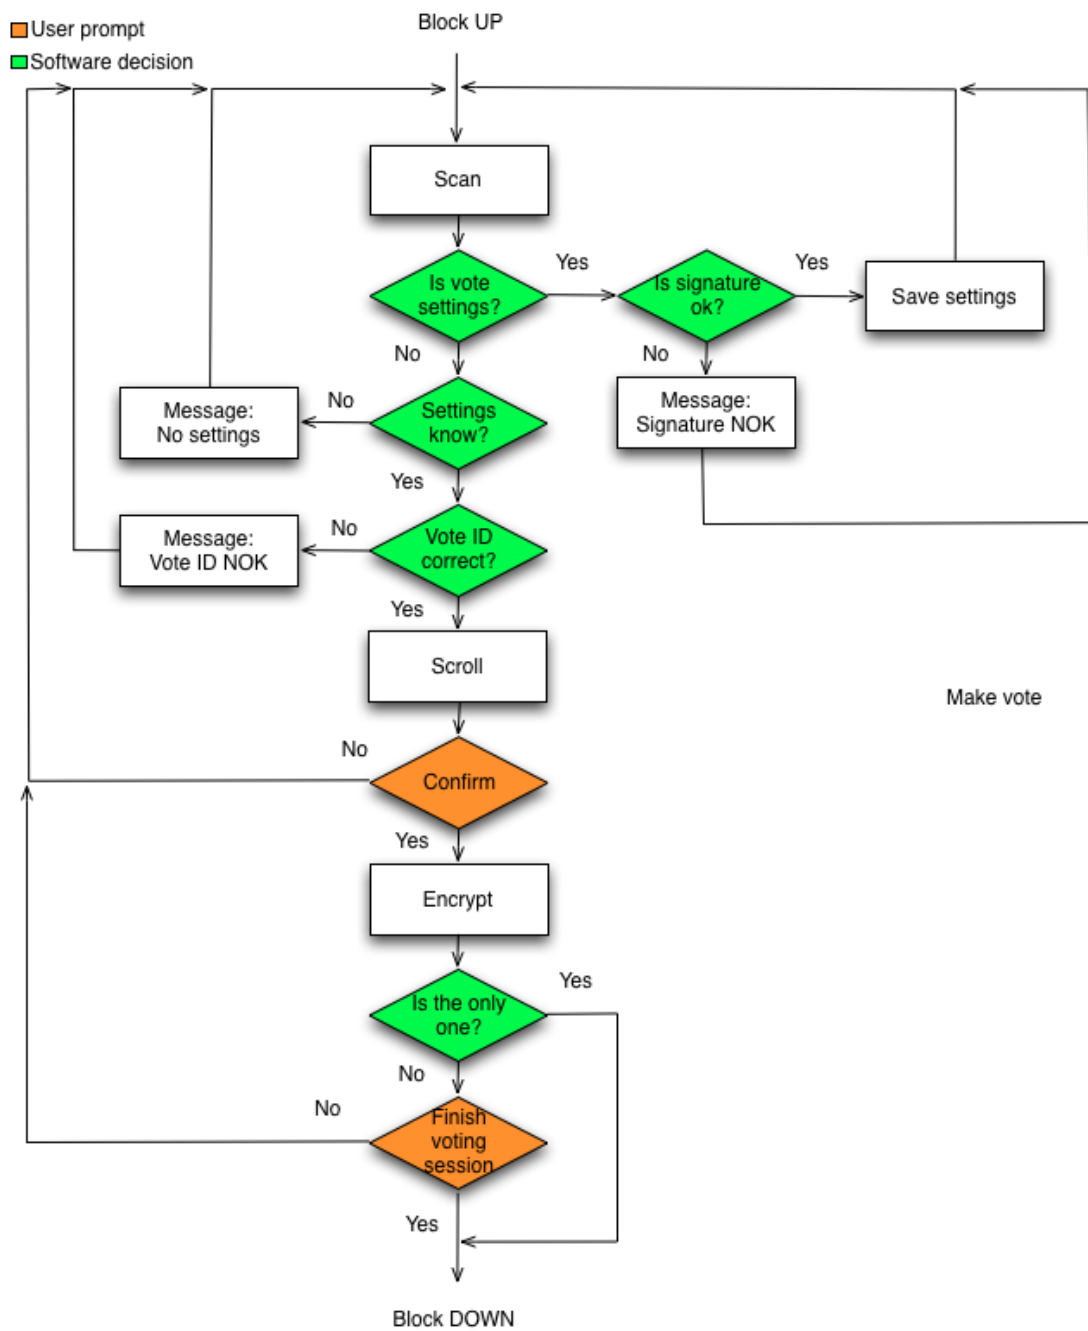 User prompt
Software decision
Block UP
Scan
Is vote
settings?
Yes
Is signature
ok?
Yes
Save settings
No
No
Settings
know?
No
Message:
No settings
Message:
Signature NOK
Yes
Vote ID
correct?
No
Message:
Vote ID NOK
Yes
Scroll
Make vote
No
Confirm
Yes
Encrypt
Is the only
one?
Yes
No
No
Finish
voting
session
Yes
Block DOWN